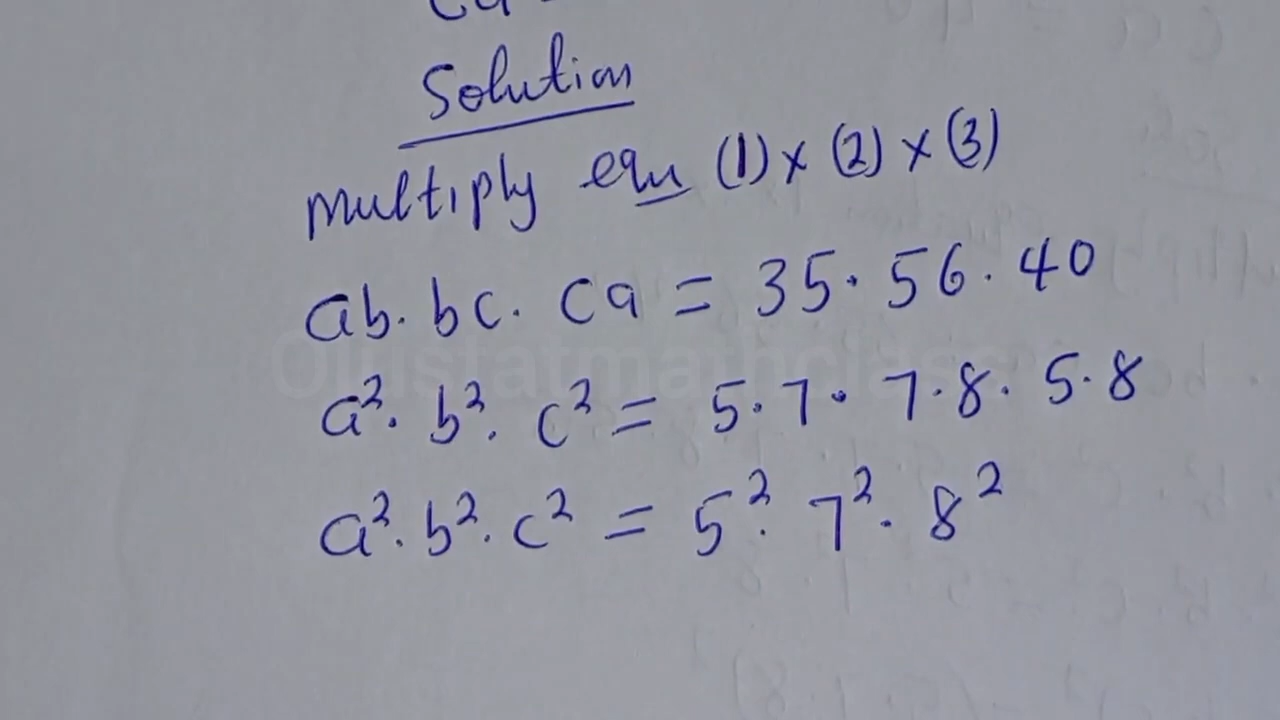 Solution
Multiply eqn (1) × (2) × (3)
ab. bc. ca = 35. 56. 40
a². b². c² = 5. 7. 7. 8. 5. 8
a². b². c² = 5². 7². 8²
Olustatmathclass